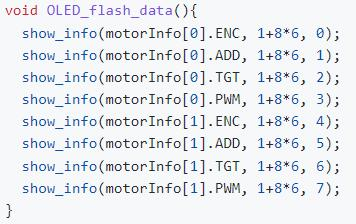 void OLED_flash_data(){
  show_info(motorInfo[0].ENC, 1+8*6, 0);
  show_info(motorInfo[0].ADD, 1+8*6, 1);
  show_info(motorInfo[0].TGT, 1+8*6, 2);
  show_info(motorInfo[0].PWM, 1+8*6, 3);
  show_info(motorInfo[1].ENC, 1+8*6, 4);
  show_info(motorInfo[1].ADD, 1+8*6, 5);
  show_info(motorInfo[1].TGT, 1+8*6, 6);
  show_info(motorInfo[1].PWM, 1+8*6, 7);
}